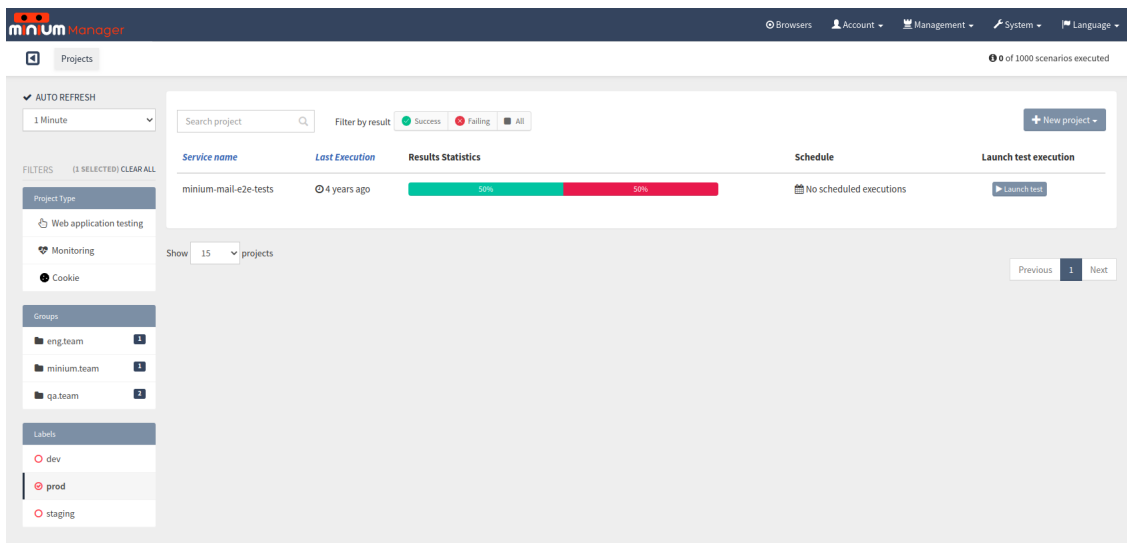 minium Manager
Browsers Account Management System Language
Projects 0 of 1000 scenarios executed
AUTO REFRESH
1 Minute
Search project Filter by result Success Failing All New project
FILTERS (1 SELECTED) CLEAR ALL
Service name Last Execution Results Statistics Schedule Launch test execution
minium-mail-e2e-tests 4 years ago 50% 50% No scheduled executions Launch test
Project Type
Web application testing
Monitoring
Cookie
Show 15 projects
Previous 1 Next
Groups
eng.team 1
minium.team 1
qa.team 2
Labels
dev
prod
staging